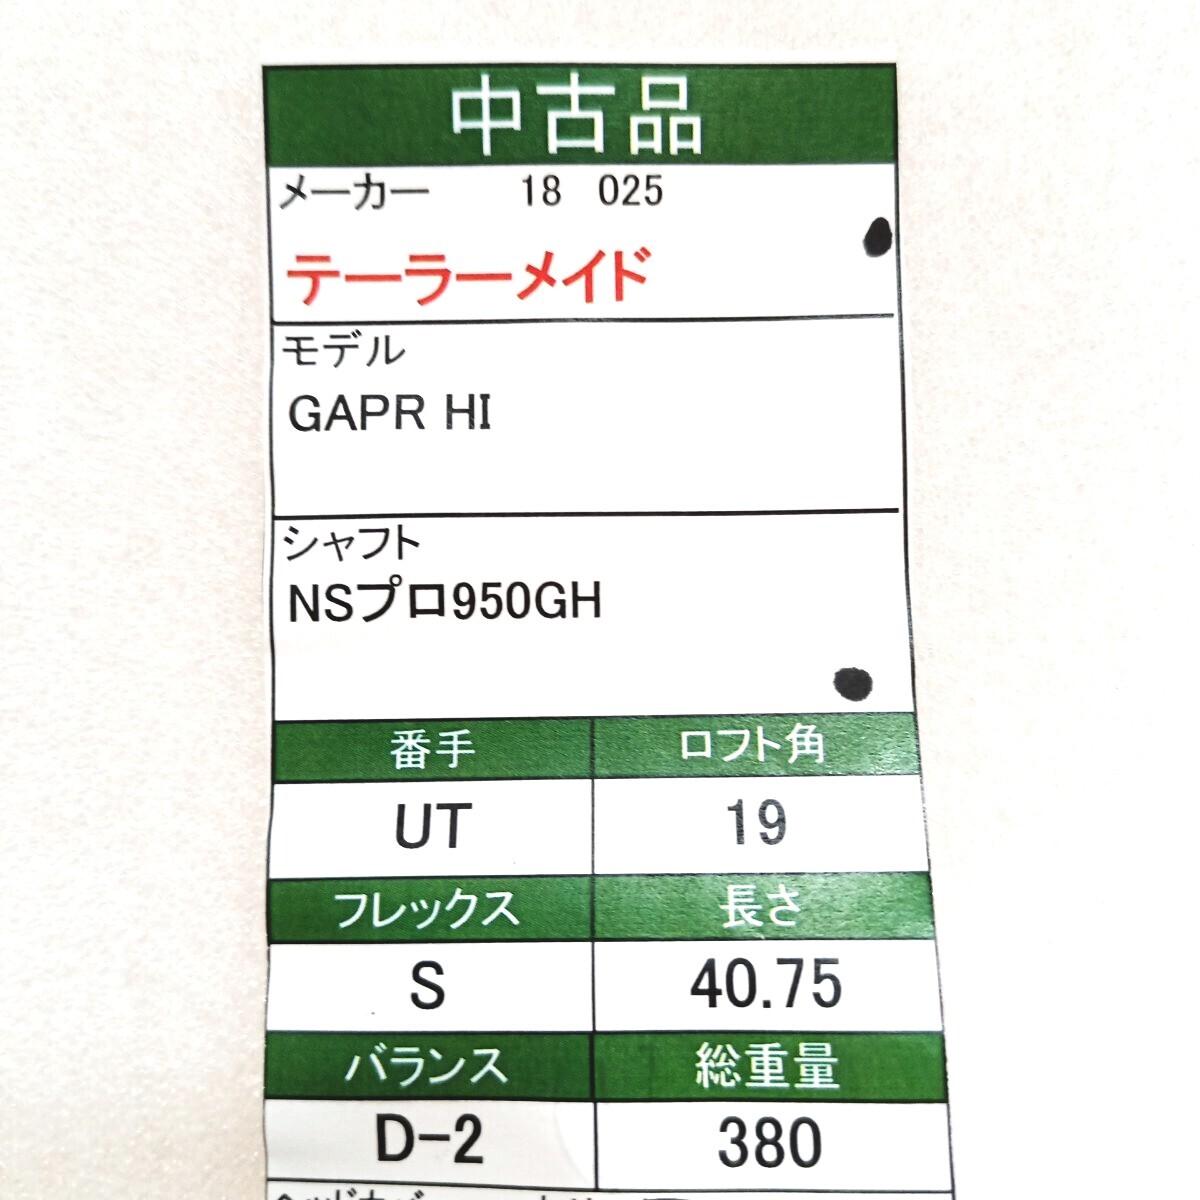 中古品
メーカー 18 025
テーラーメイド
モデル
GAPR HI
シャフト
NSプロ950GH
番手 ロフト角
UT 19
フレックス 長さ
S 40.75
バランス 総重量
D-2 380